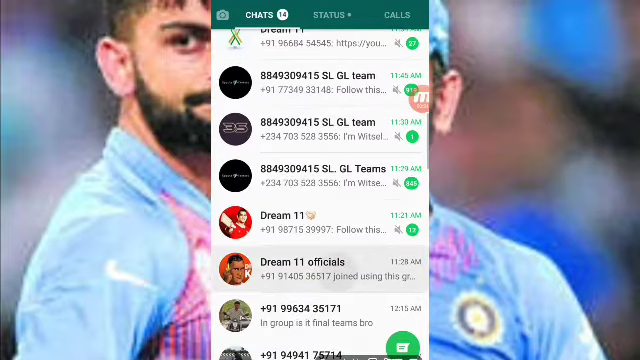 CHATS 14 STATUS • CALLS
Dream 11
+91 96684 54545: https://you... 27
8849309415 SL GL team 11:45 AM
+91 77349 33148: Follow this...
8849309415 SL GL team 11:30 AM
+234 703 528 3556: I'm Witsel... 1
8849309415 SL. GL Teams 11:29 AM
+234 703 528 3556: I'm Witse... 845
Dream 11 11:21 AM
+91 98715 39997: Follow this... 17
Dream 11 officials 11:28 AM
+91 91405 36517 joined using this gr...
+91 99634 35171 12:15 AM
In group is it final teams bro
+91 94941 75714